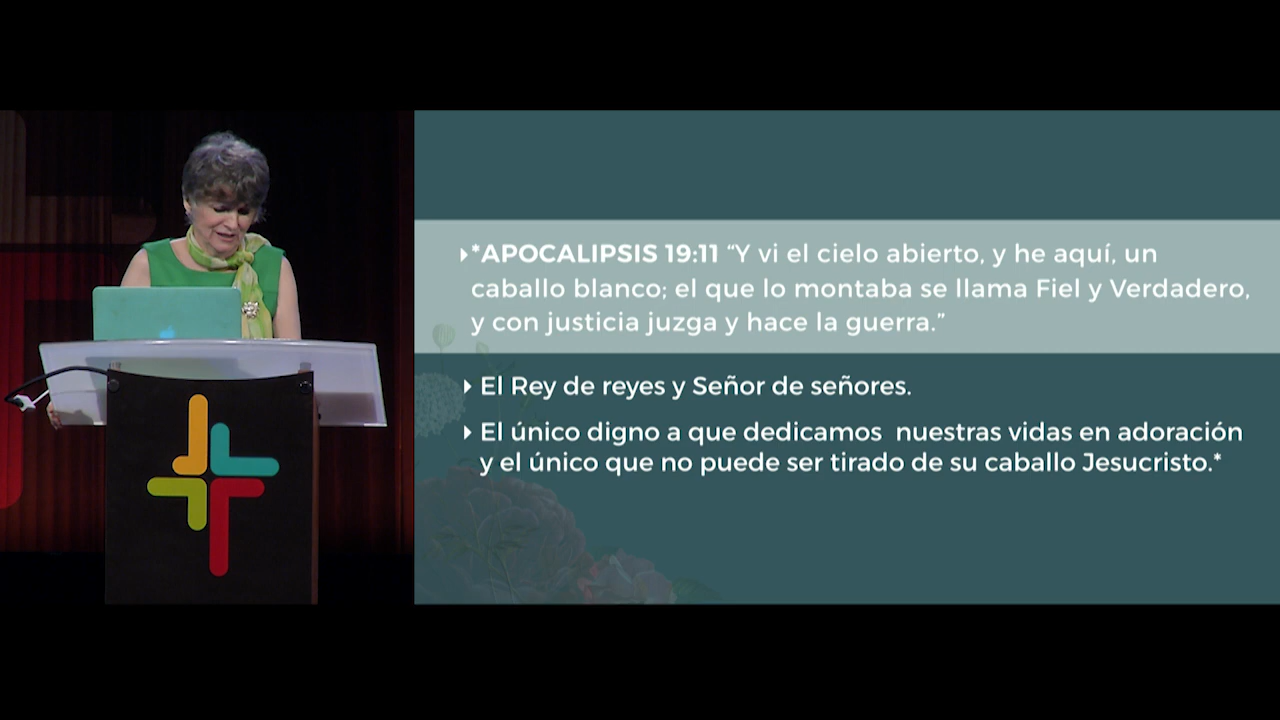 *APOCALIPSIS 19:11 “Y vi el cielo abierto, y he aquí, un
caballo blanco; el que lo montaba se llama Fiel y Verdadero,
y con justicia juzga y hace la guerra.”
El Rey de reyes y Señor de señores.
El único digno a que dedicamos  nuestras vidas en adoración
y el único que no puede ser tirado de su caballo Jesucristo.*